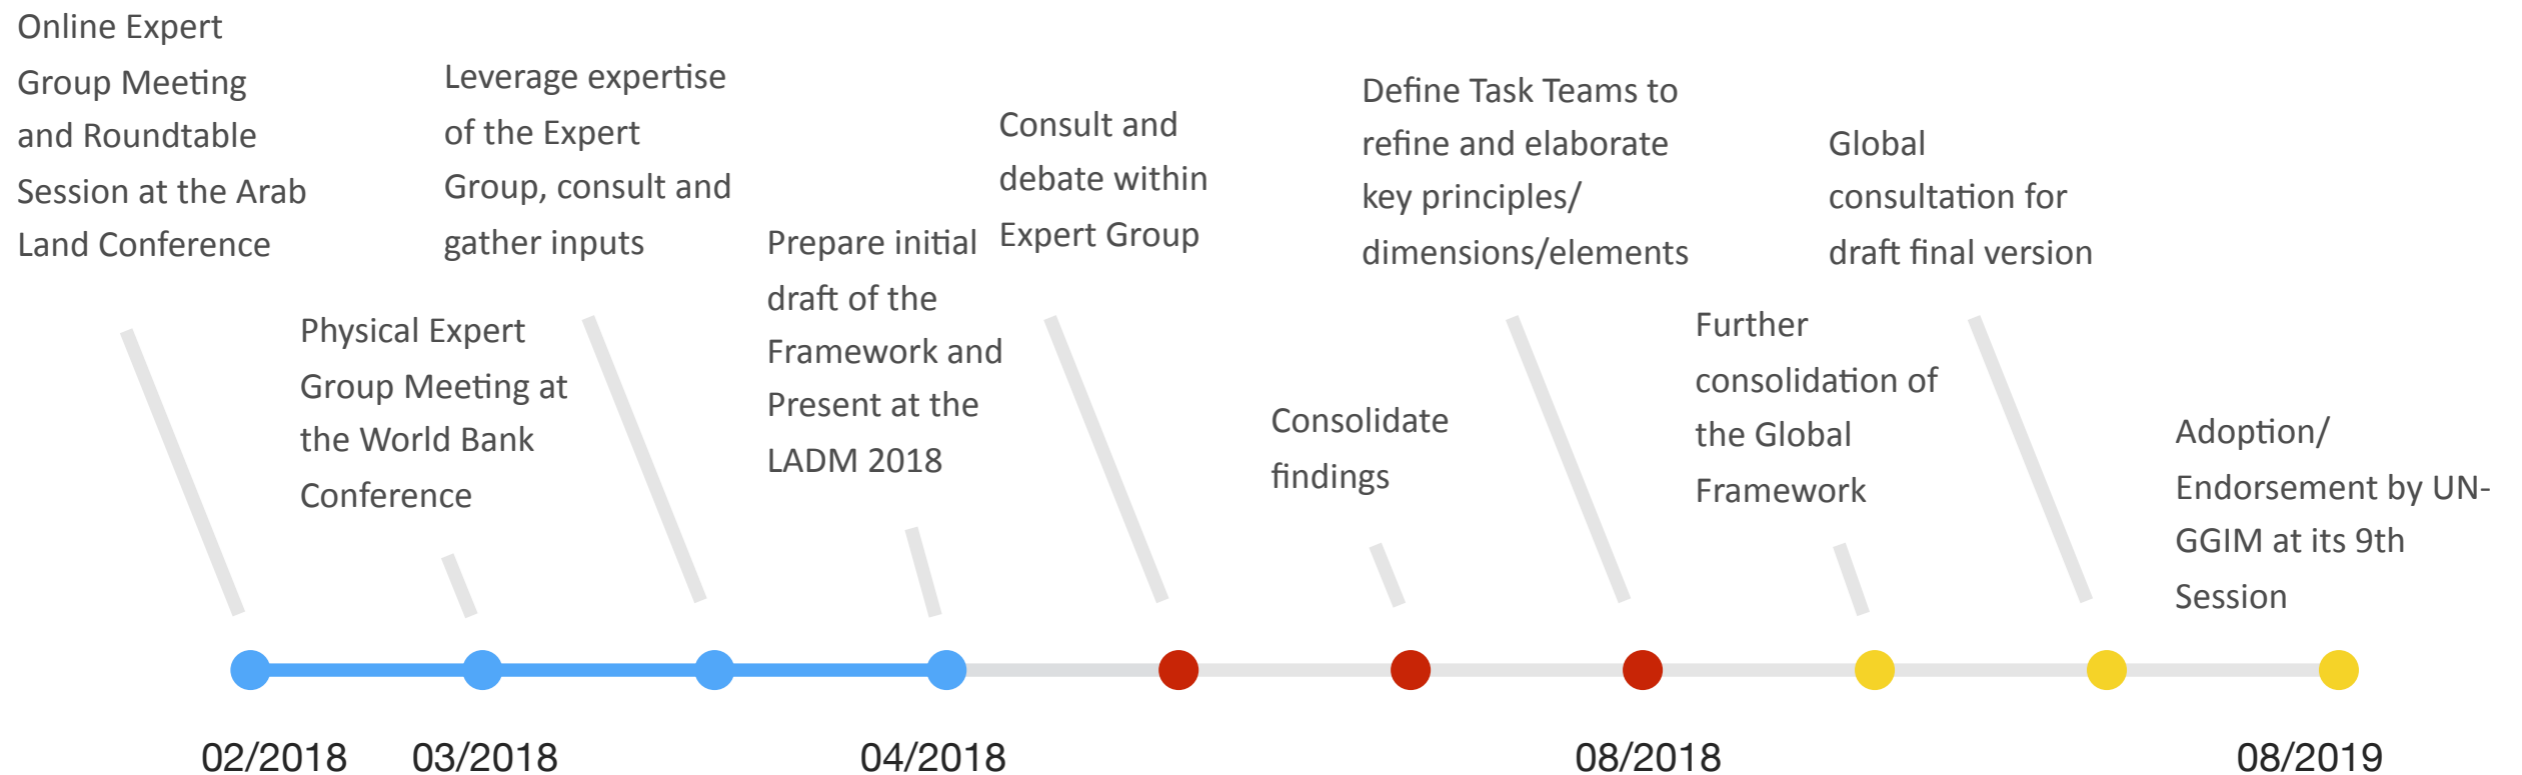 Online Expert
Group Meeting
and Roundtable
Session at the Arab
Land Conference
Physical Expert
Group Meeting at
the World Bank
Conference
Leverage expertise
of the Expert
Group, consult and
gather inputs
Prepare initial
draft of the
Framework and
Present at the
LADM 2018
Consult and
debate within
Expert Group
Consolidate
findings
Define Task Teams to
refine and elaborate
key principles/
dimensions/elements
Further
consolidation of
the Global
Framework
Global
consultation for
draft final version
Adoption/
Endorsement by UN-
GGIM at its 9th
Session
02/2018
03/2018
04/2018
08/2018
08/2019